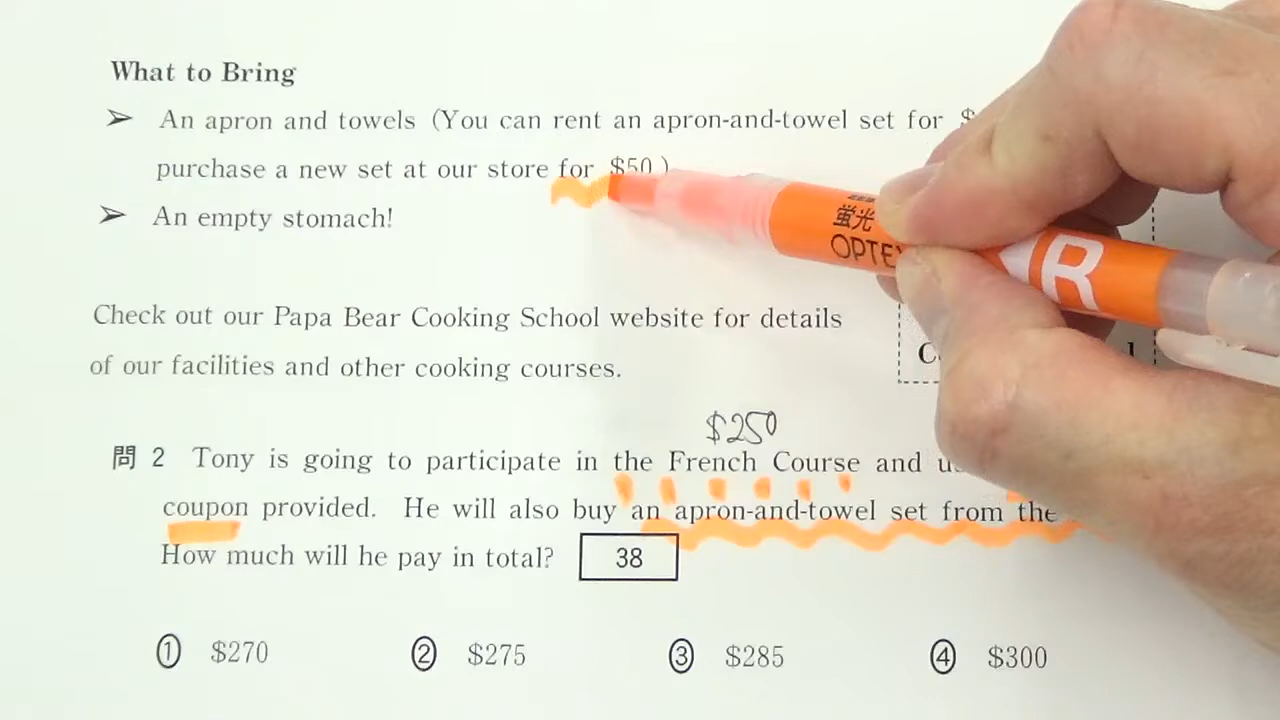 What to Bring
➢ An apron and towels (You can rent an apron-and-towel set for $
purchase a new set at our store for $50.)
➢ An empty stomach!
蛍光
OPTEX
R
Check out our Papa Bear Cooking School website for details
of our facilities and other cooking courses.
$250
問 2 Tony is going to participate in the French Course and
coupon provided. He will also buy an apron-and-towel set from the
How much will he pay in total? 38
① $270 ② $275 ③ $285 ④ $300